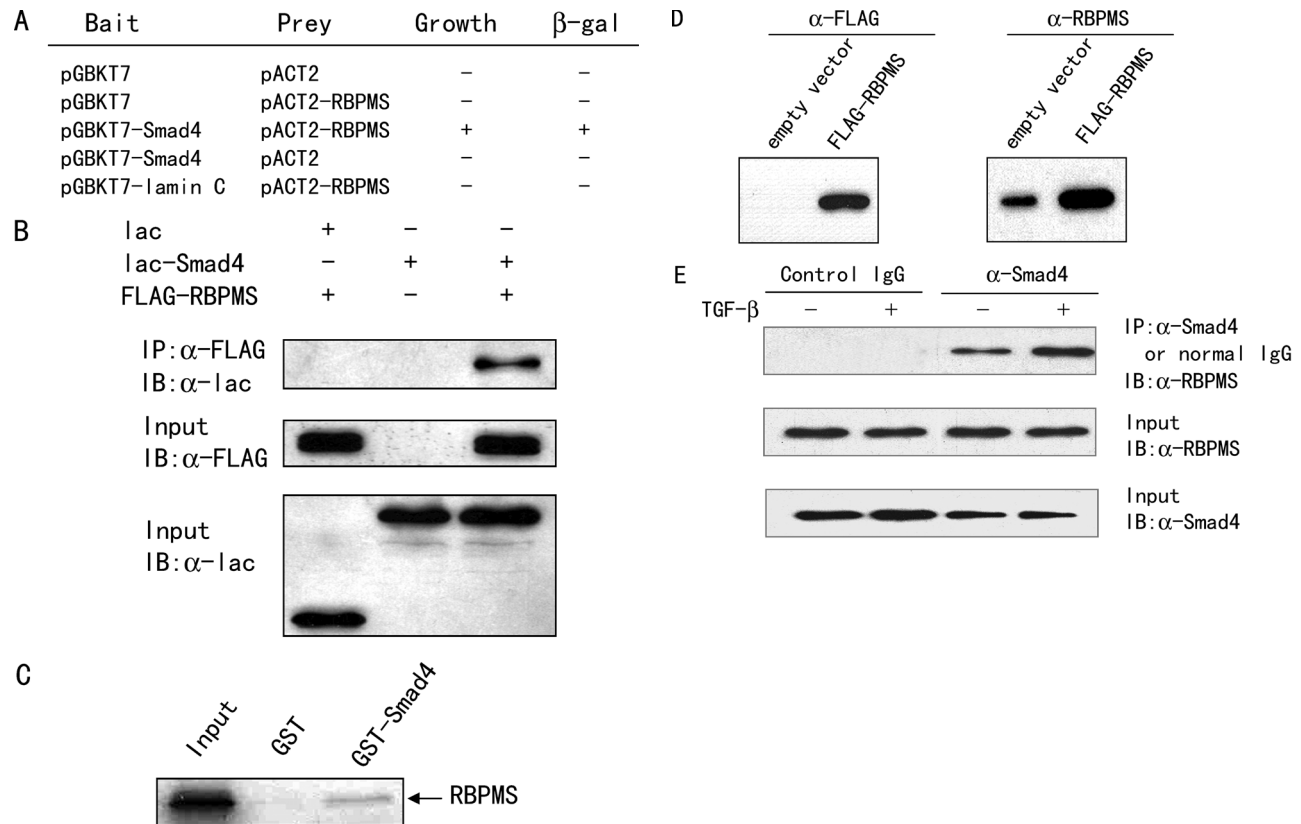 A
Bait Prey Growth β-gal
pGBKT7 pACT2 − −
pGBKT7 pACT2-RBPMS − −
pGBKT7-Smad4 pACT2-RBPMS + +
pGBKT7-Smad4 pACT2 − −
pGBKT7-lamin C pACT2-RBPMS − −
B
lac + − −
lac-Smad4 − + +
FLAG-RBPMS + − +
IP:α-FLAG
IB:α-lac
Input
IB:α-FLAG
Input
IB:α-lac
C
Input GST GST-Smad4
RBPMS
D
α-FLAG α-RBPMS
empty vector FLAG-RBPMS empty vector FLAG-RBPMS
E
Control IgG α-Smad4
TGF-β − + − +
IP:α-Smad4
or normal IgG
IB:α-RBPMS
Input
IB:α-RBPMS
Input
IB:α-Smad4